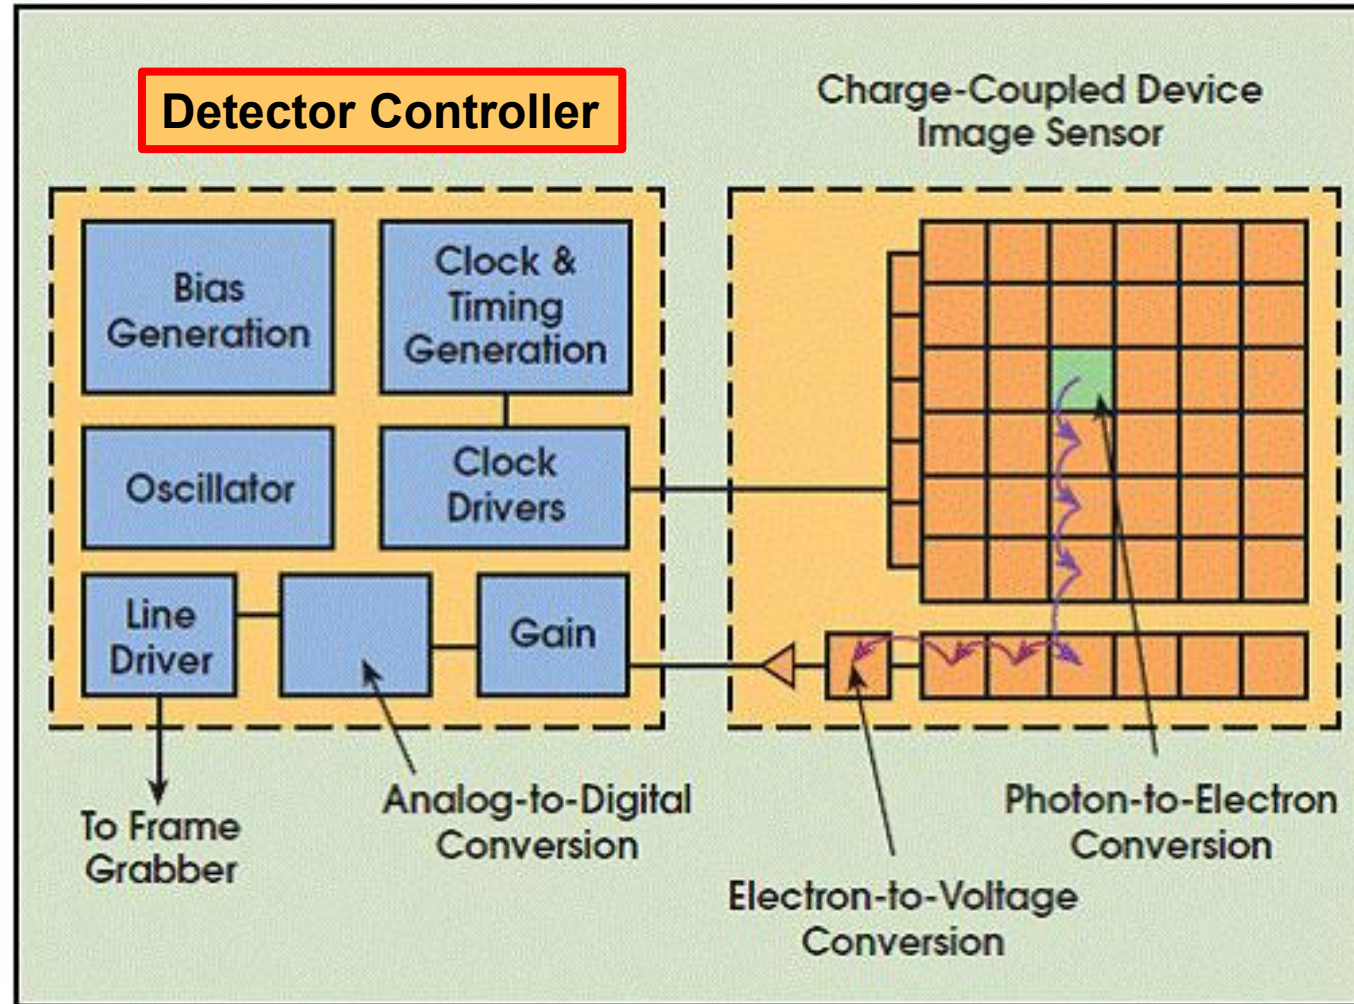 Detector Controller
Charge-Coupled Device
Image Sensor
Bias
Generation
Clock &
Timing
Generation
Oscillator
Clock
Drivers
Line
Driver
Gain
To Frame
Grabber
Analog-to-Digital
Conversion
Electron-to-Voltage
Conversion
Photon-to-Electron
Conversion